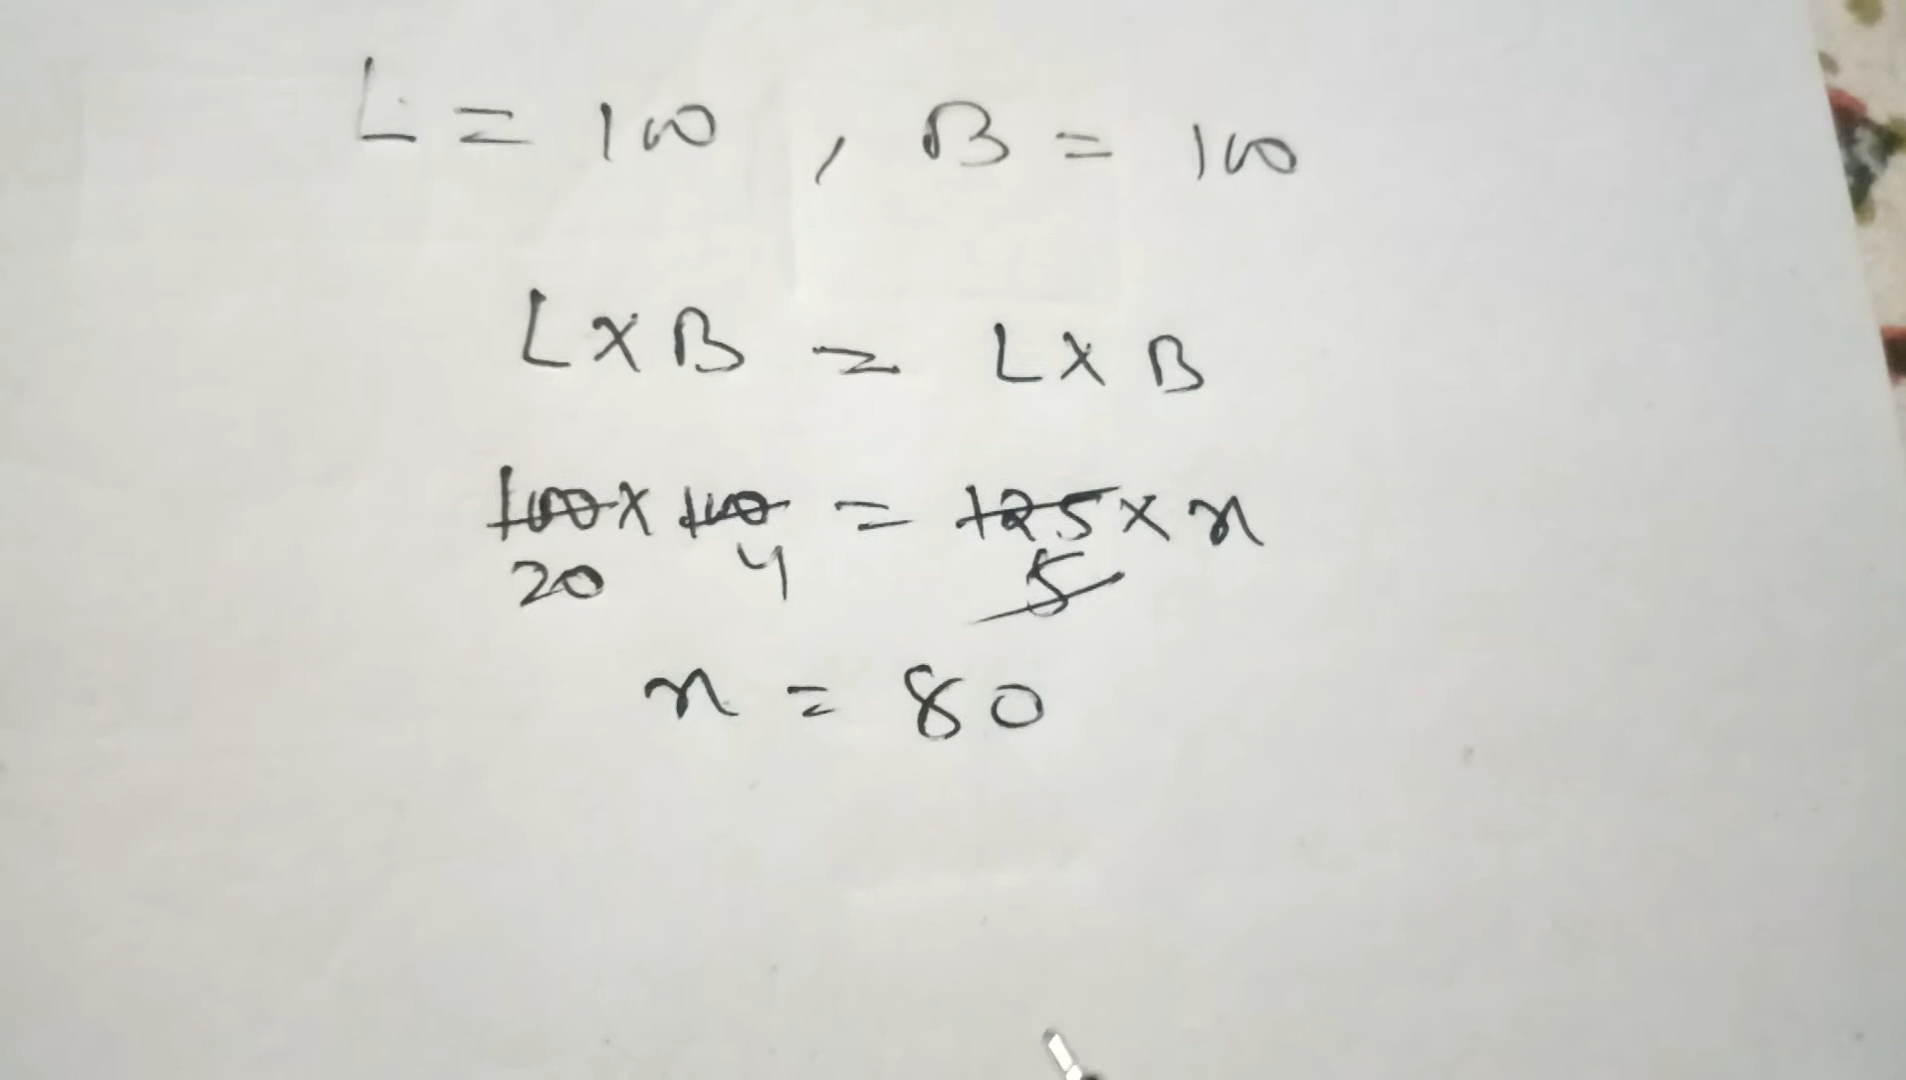 L = 100 , B = 100
L x B = L x B
100 x 100 = 125 x x
20 4 5
x = 80